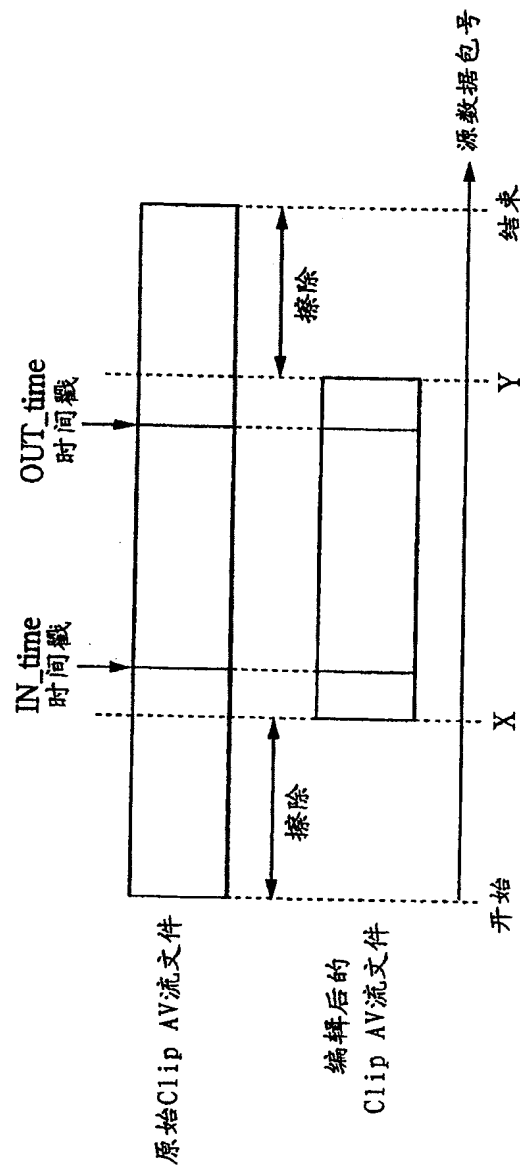 IN_time
时间戳
OUT_time
时间戳
原始Clip AV流文件
擦除
擦除
编辑后的
Clip AV流文件
开始
X
Y
结束
源数据包号